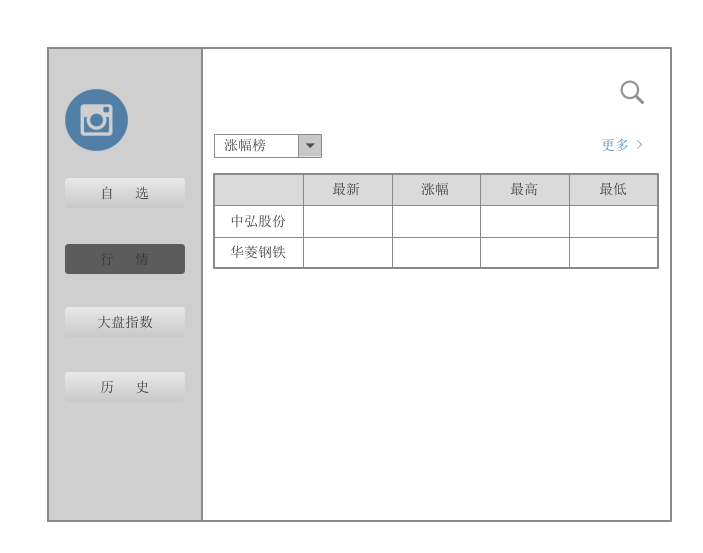 自 选
行 情
大盘指数
历 史
涨幅榜
更多
最新 涨幅 最高 最低
中弘股份
华菱钢铁